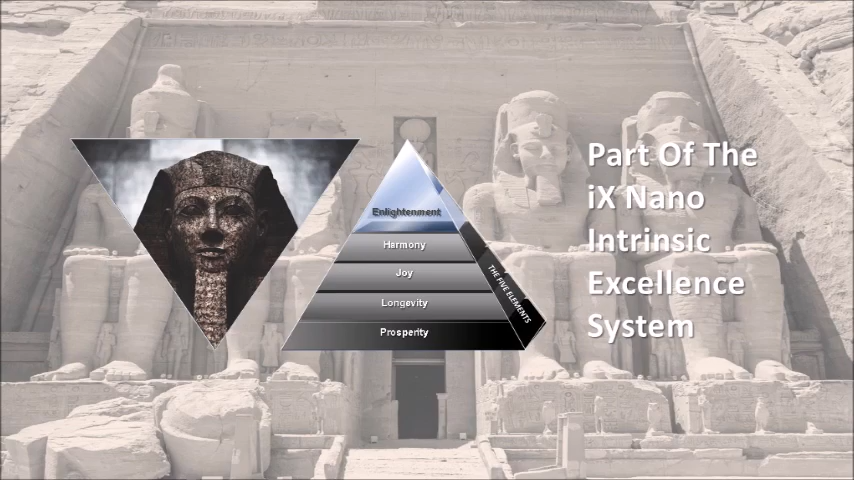 Enlightenment
Harmony
Joy
Longevity
Prosperity
THE FIVE ELEMENTS
Part Of The
iX Nano
Intrinsic
Excellence
System